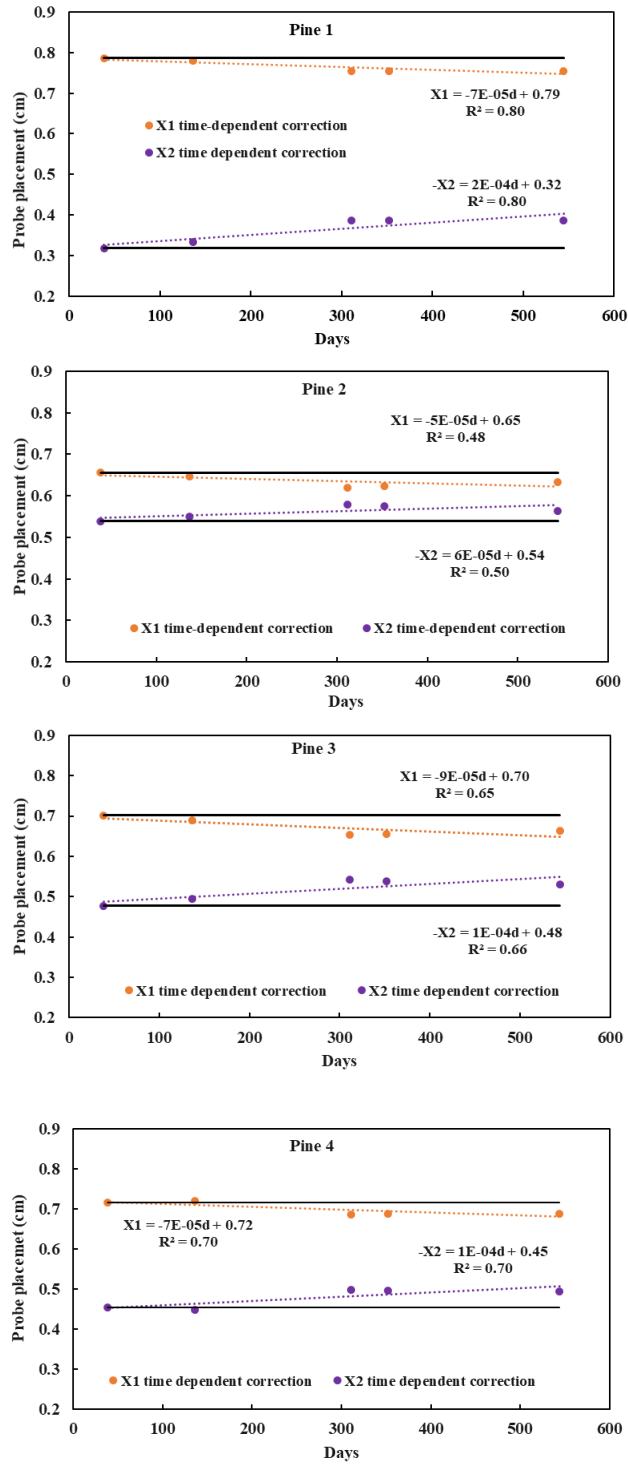 Pine 1
0.9
0.8
0.7
0.6
0.5
0.4
0.3
0.2
Probe placement (cm)
X1 = -7E-05d + 0.79
R² = 0.80
X1 time-dependent correction
X2 time dependent correction
-X2 = 2E-04d + 0.32
R² = 0.80
0 100 200 300 400 500 600
Days
Pine 2
0.9
0.8
0.7
0.6
0.5
0.4
0.3
0.2
Probe placement (cm)
X1 = -5E-05d + 0.65
R² = 0.48
-X2 = 6E-05d + 0.54
R² = 0.50
X1 time-dependent correction X2 time-dependent correction
0 100 200 300 400 500 600
Days
Pine 3
0.9
0.8
0.7
0.6
0.5
0.4
0.3
0.2
Probe placement (cm)
X1 = -9E-05d + 0.70
R² = 0.65
-X2 = 1E-04d + 0.48
R² = 0.66
X1 time dependent correction X2 time dependent correction
0 100 200 300 400 500 600
Days
Pine 4
0.9
0.8
0.7
0.6
0.5
0.4
0.3
0.2
Probe placemet (cm)
X1 = -7E-05d + 0.72
R² = 0.70
-X2 = 1E-04d + 0.45
R² = 0.70
X1 time dependent correction X2 time dependent correction
0 100 200 300 400 500 600
Days